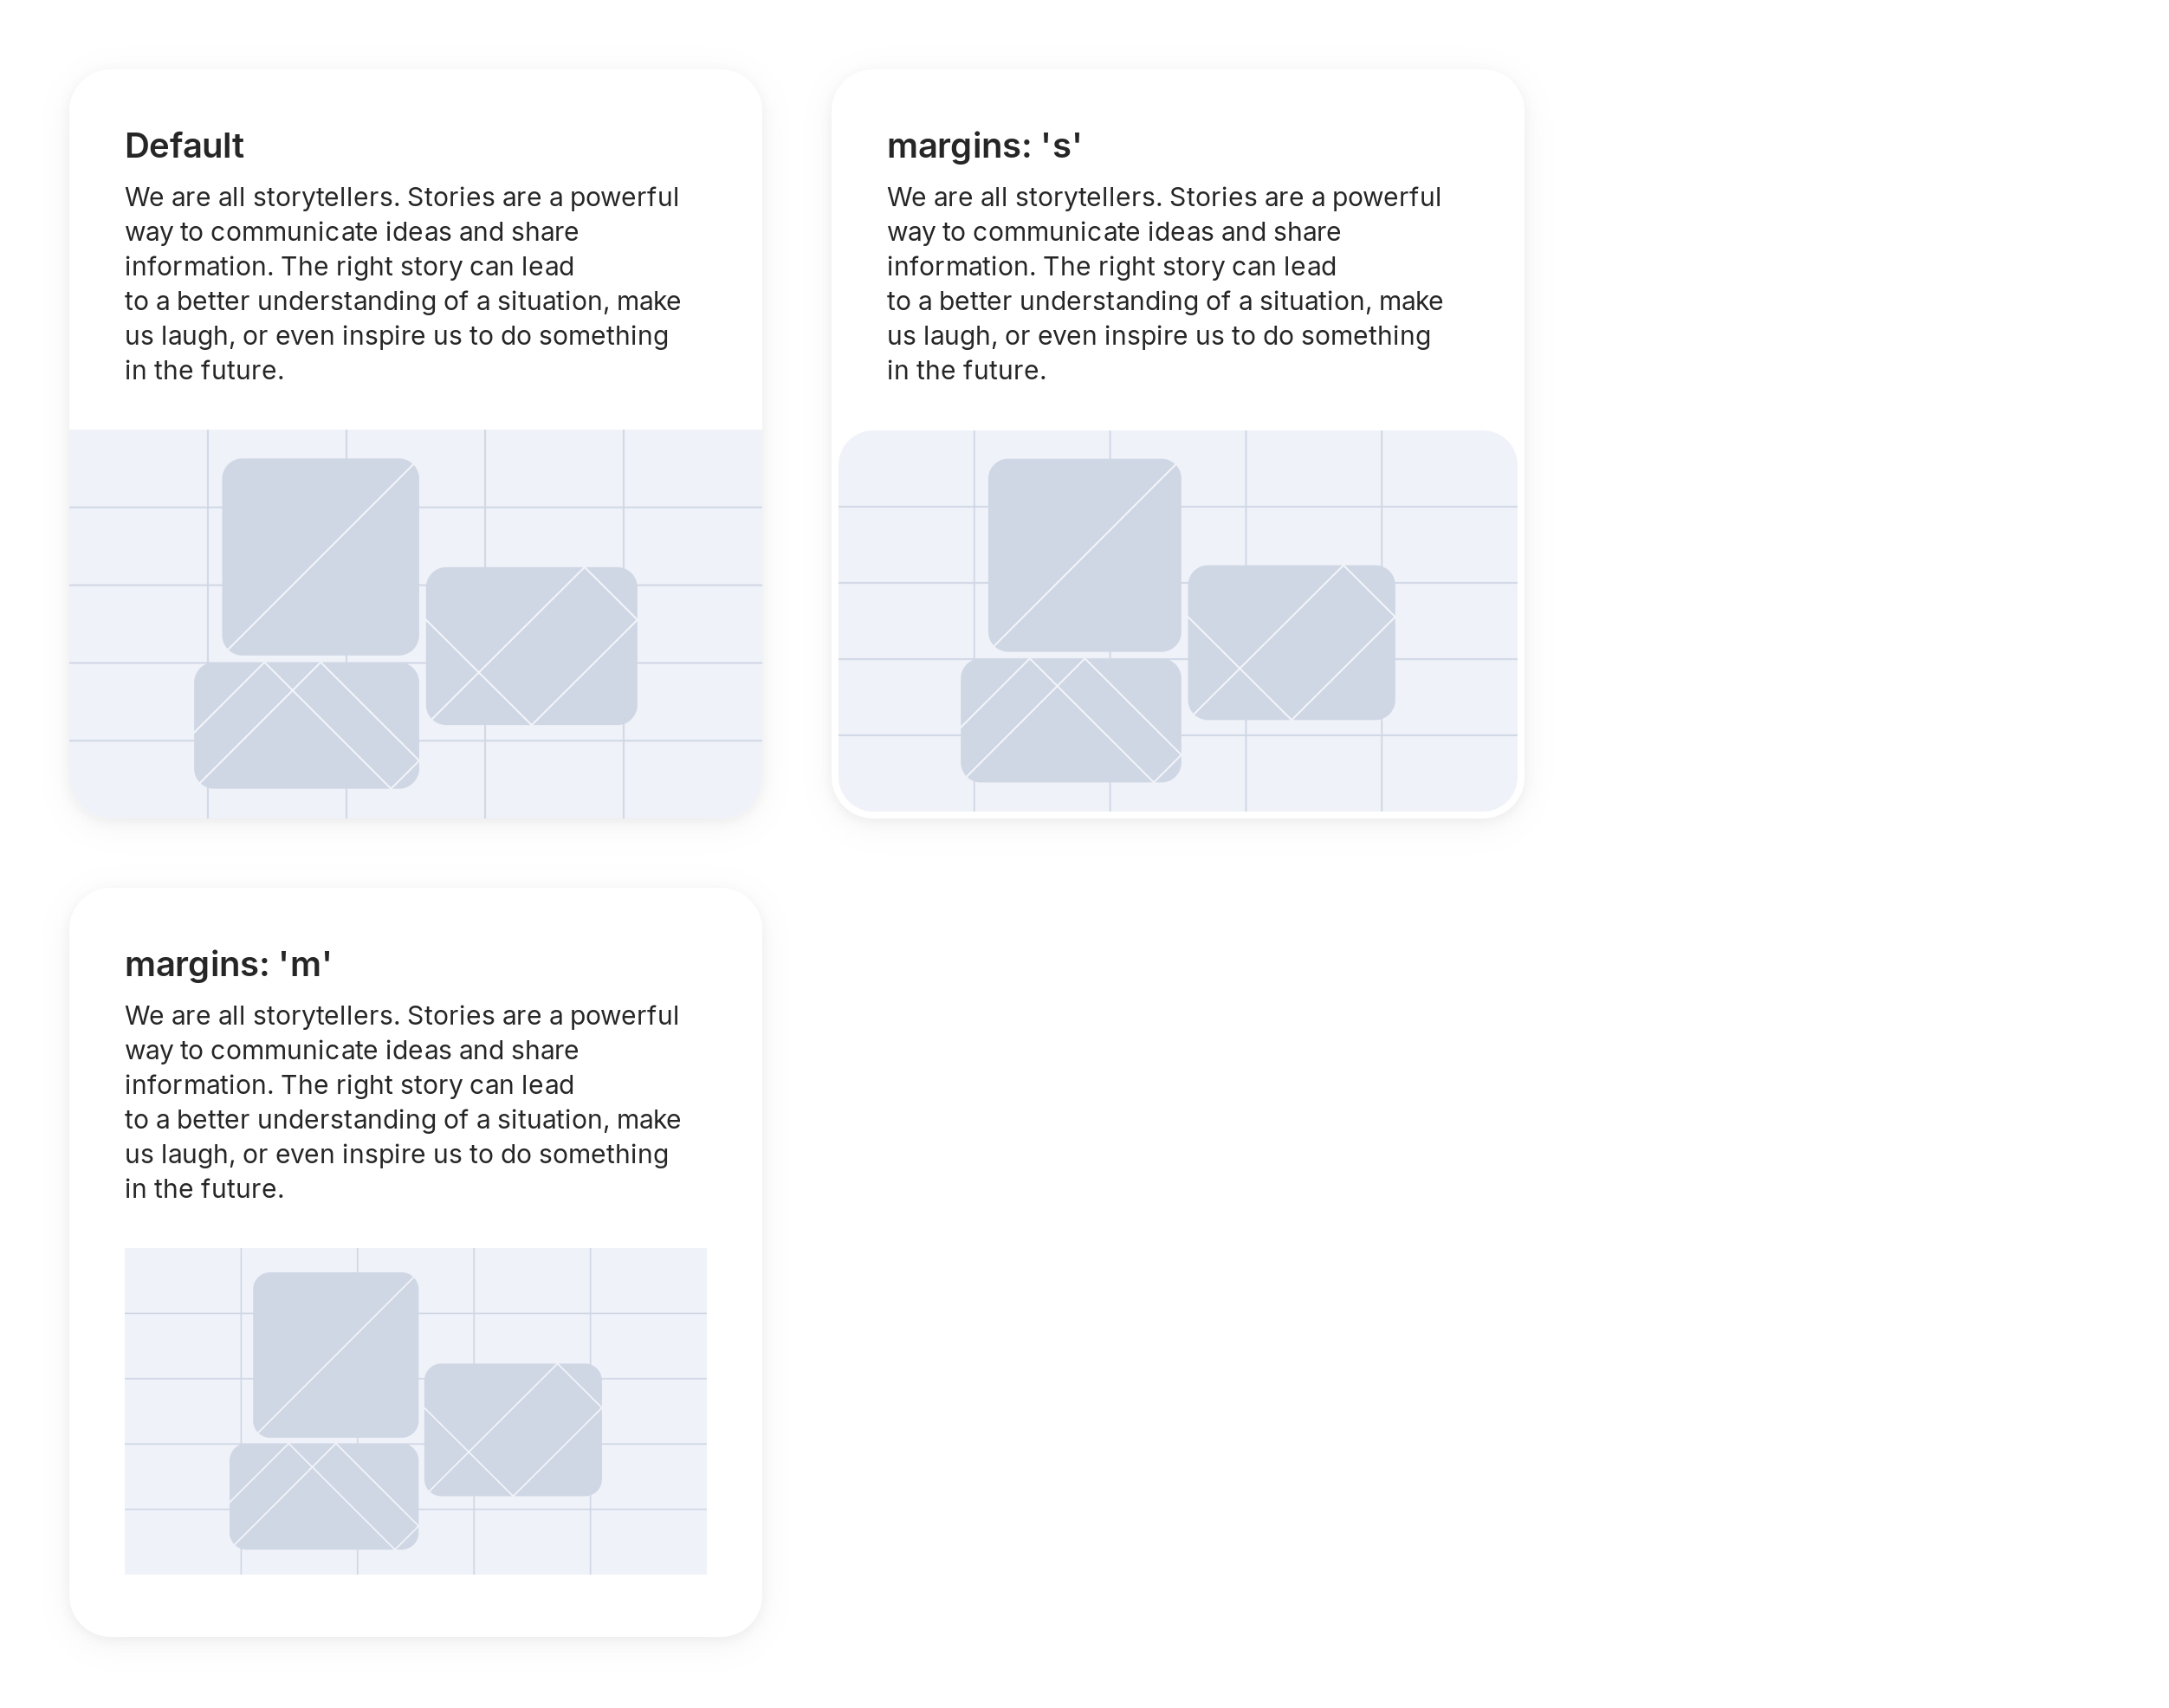 Default
We are all storytellers. Stories are a powerful
way to communicate ideas and share
information. The right story can lead
to a better understanding of a situation, make
us laugh, or even inspire us to do something
in the future.
margins: 's'
We are all storytellers. Stories are a powerful
way to communicate ideas and share
information. The right story can lead
to a better understanding of a situation, make
us laugh, or even inspire us to do something
in the future.
margins: 'm'
We are all storytellers. Stories are a powerful
way to communicate ideas and share
information. The right story can lead
to a better understanding of a situation, make
us laugh, or even inspire us to do something
in the future.